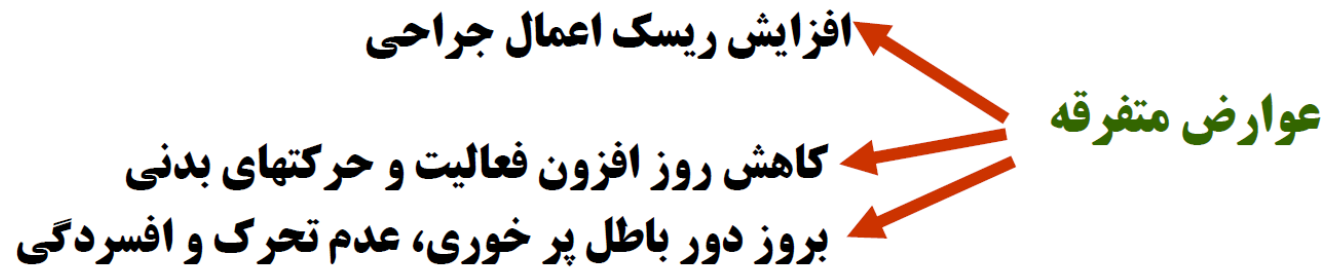 عوارض متفرقه
افزایش ریسک اعمال جراحی
کاهش روز افزون فعالیت و حرکتهای بدنی
بروز دور باطل پر خوری، عدم تحرک و افسردگی